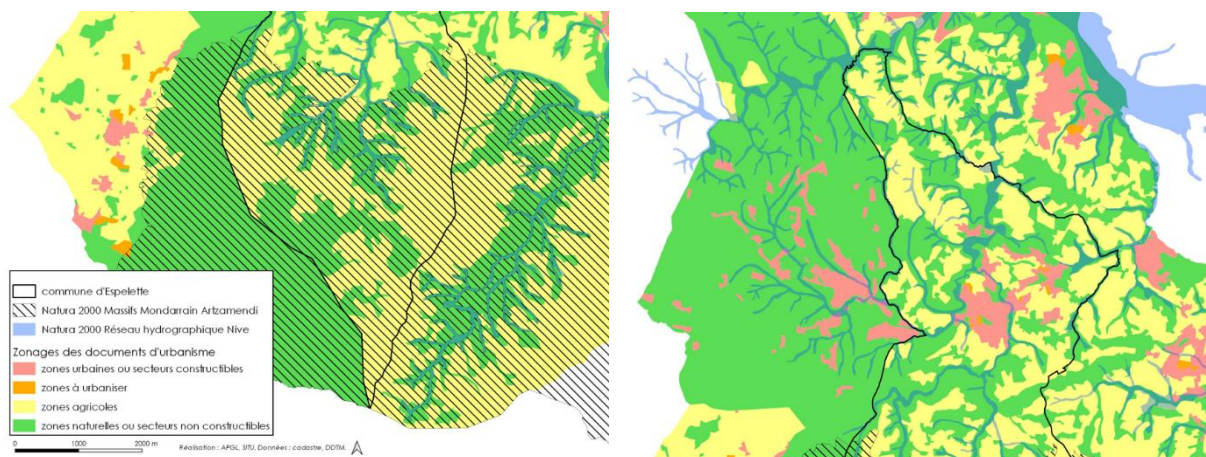 commune d'Espelette
Natura 2000 Massifs Mondarrain Artzamendi
Natura 2000 Réseau hydrographique Nive
Zonages des documents d'urbanisme
zones urbaines ou secteurs constructibles
zones à urbaniser
zones agricoles
zones naturelles ou secteurs non constructibles
0 1000 2000 m
Réalisation : APGL, SITU. Données : cadastre, DDTM.